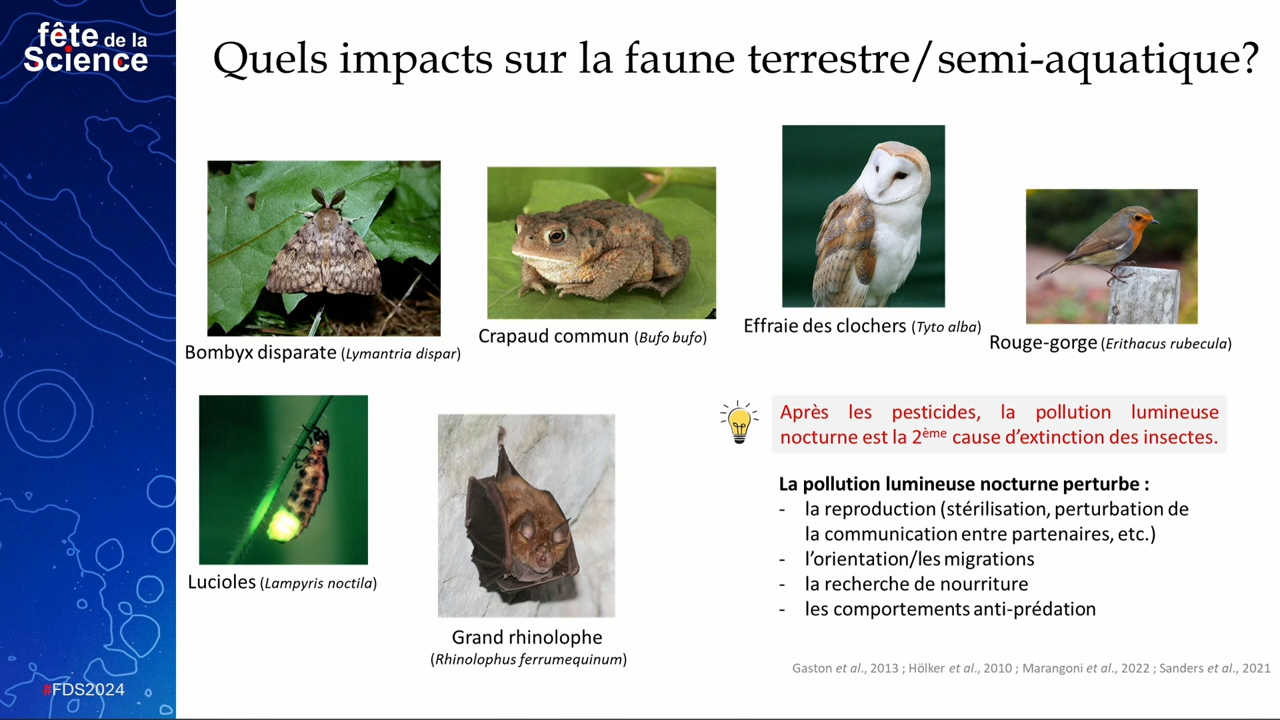 fête de la
Science
Quels impacts sur la faune terrestre/semi-aquatique?
Bombyx disparate (Lymantria dispar)
Crapaud commun (Bufo bufo)
Effraie des clochers (Tyto alba)
Rouge-gorge (Erithacus rubecula)
Lucioles (Lampyris noctila)
Grand rhinolophe
(Rhinolophus ferrumequinum)
Après les pesticides, la pollution lumineuse
nocturne est la 2ème cause d'extinction des insectes.
La pollution lumineuse nocturne perturbe :
- la reproduction (stérilisation, perturbation de
la communication entre partenaires, etc.)
- l'orientation/les migrations
- la recherche de nourriture
- les comportements anti-prédation
Gaston et al., 2013 ; Hölker et al., 2010 ; Marangoni et al., 2022 ; Sanders et al., 2021
#FDS2024